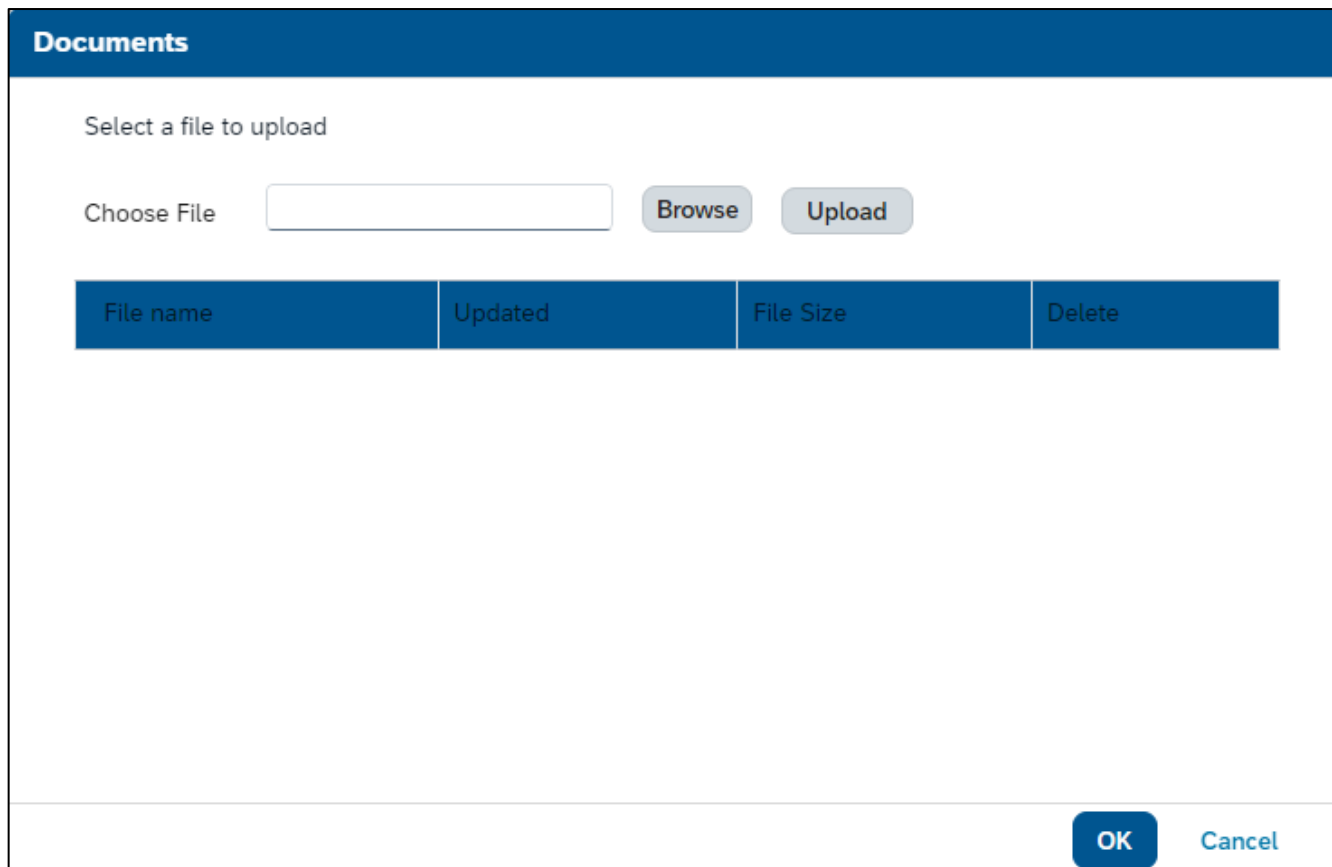 Documents
Select a file to upload
Choose File Browse Upload
File name Updated File Size Delete
OK Cancel